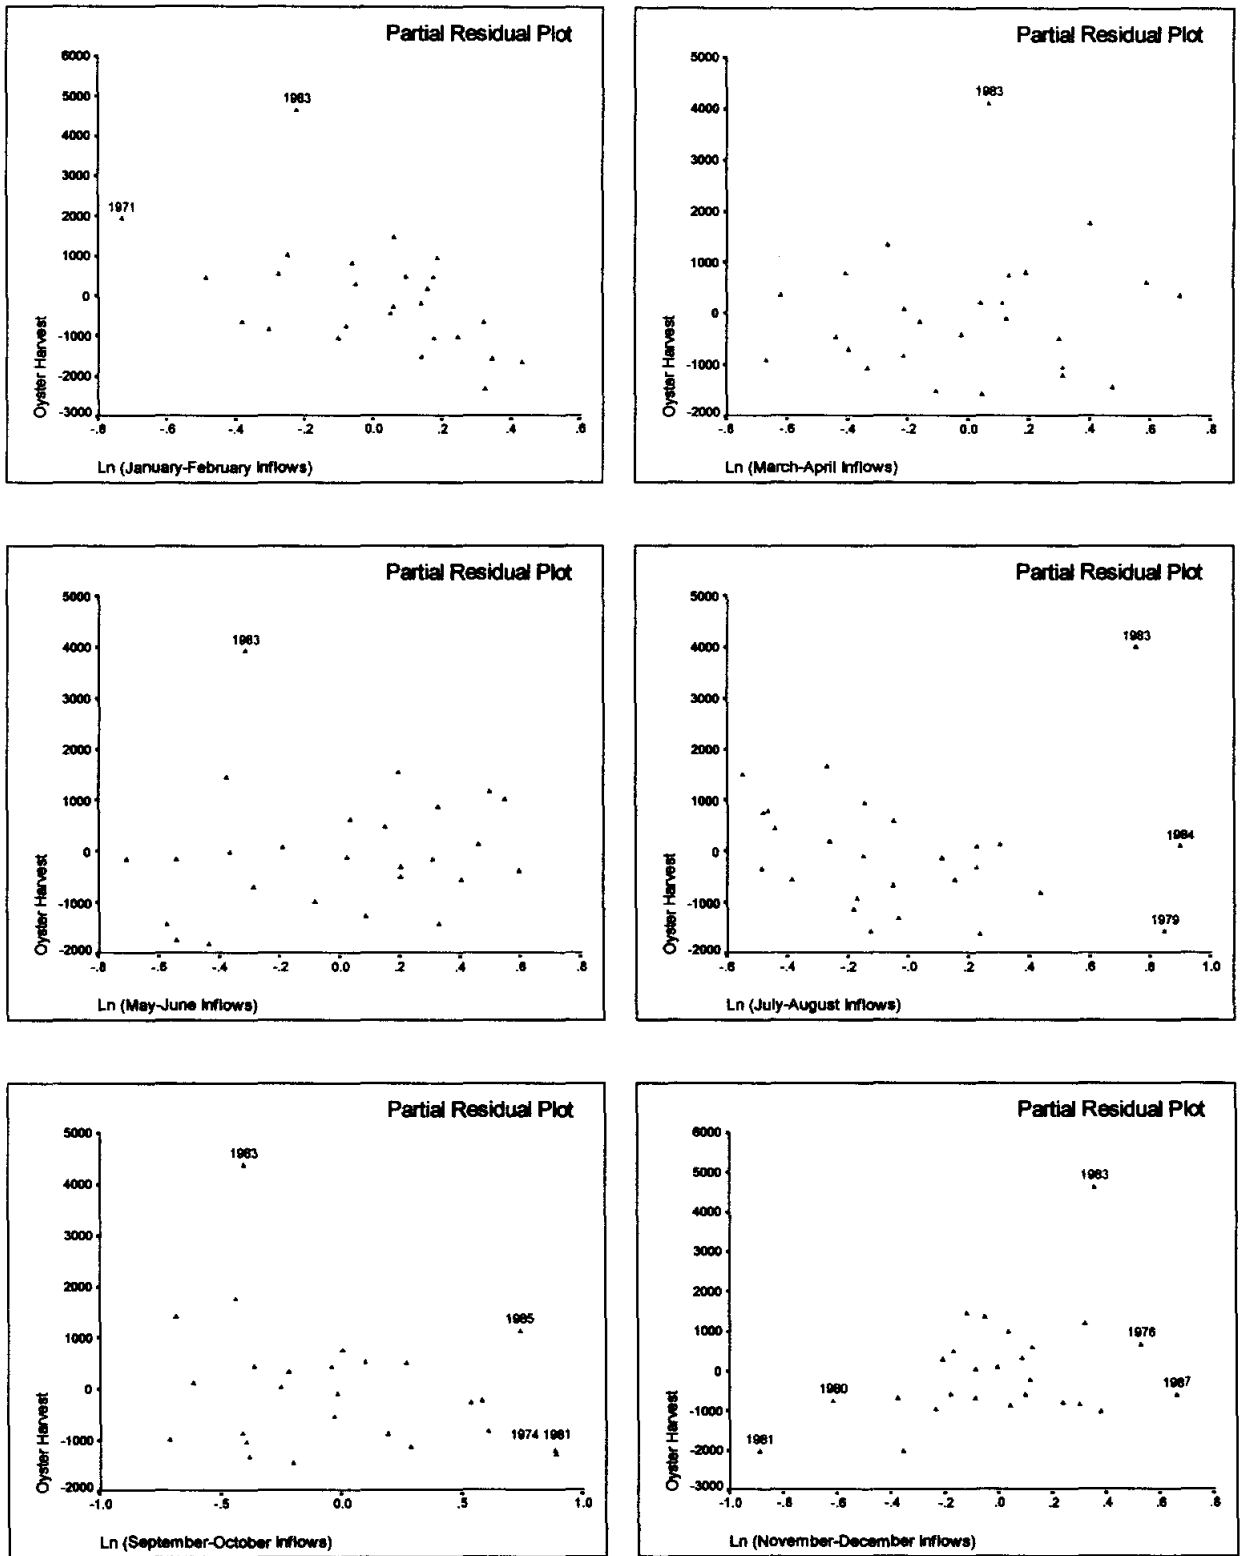 Partial Residual Plot
6000
5000
4000
3000
2000
1000
0
-1000
-2000
-3000
Oyster Harvest
1983
1971
-.8 -.6 -.4 -.2 0.0 .2 .4 .6
Ln (January-February Inflows)
Partial Residual Plot
5000
4000
3000
2000
1000
0
-1000
-2000
Oyster Harvest
1983
-.8 -.6 -.4 -.2 0.0 .2 .4 .6 .8
Ln (March-April Inflows)
Partial Residual Plot
5000
4000
3000
2000
1000
0
-1000
-2000
Oyster Harvest
1983
-.8 -.6 -.4 -.2 0.0 .2 .4 .6 .8
Ln (May-June Inflows)
Partial Residual Plot
5000
4000
3000
2000
1000
0
-1000
-2000
Oyster Harvest
1983
1984
1979
-.6 -.4 -.2 -.0 .2 .4 .6 .8 1.0
Ln (July-August Inflows)
Partial Residual Plot
5000
4000
3000
2000
1000
0
-1000
-2000
Oyster Harvest
1983
1985
1974 1981
-1.0 -.5 0.0 .5 1.0
Ln (September-October Inflows)
Partial Residual Plot
6000
5000
4000
3000
2000
1000
0
-1000
-2000
-3000
Oyster Harvest
1983
1976
1987
1980
1981
-1.0 -.8 -.6 -.4 -.2 .0 .2 .4 .6 .8
Ln (November-December Inflows)